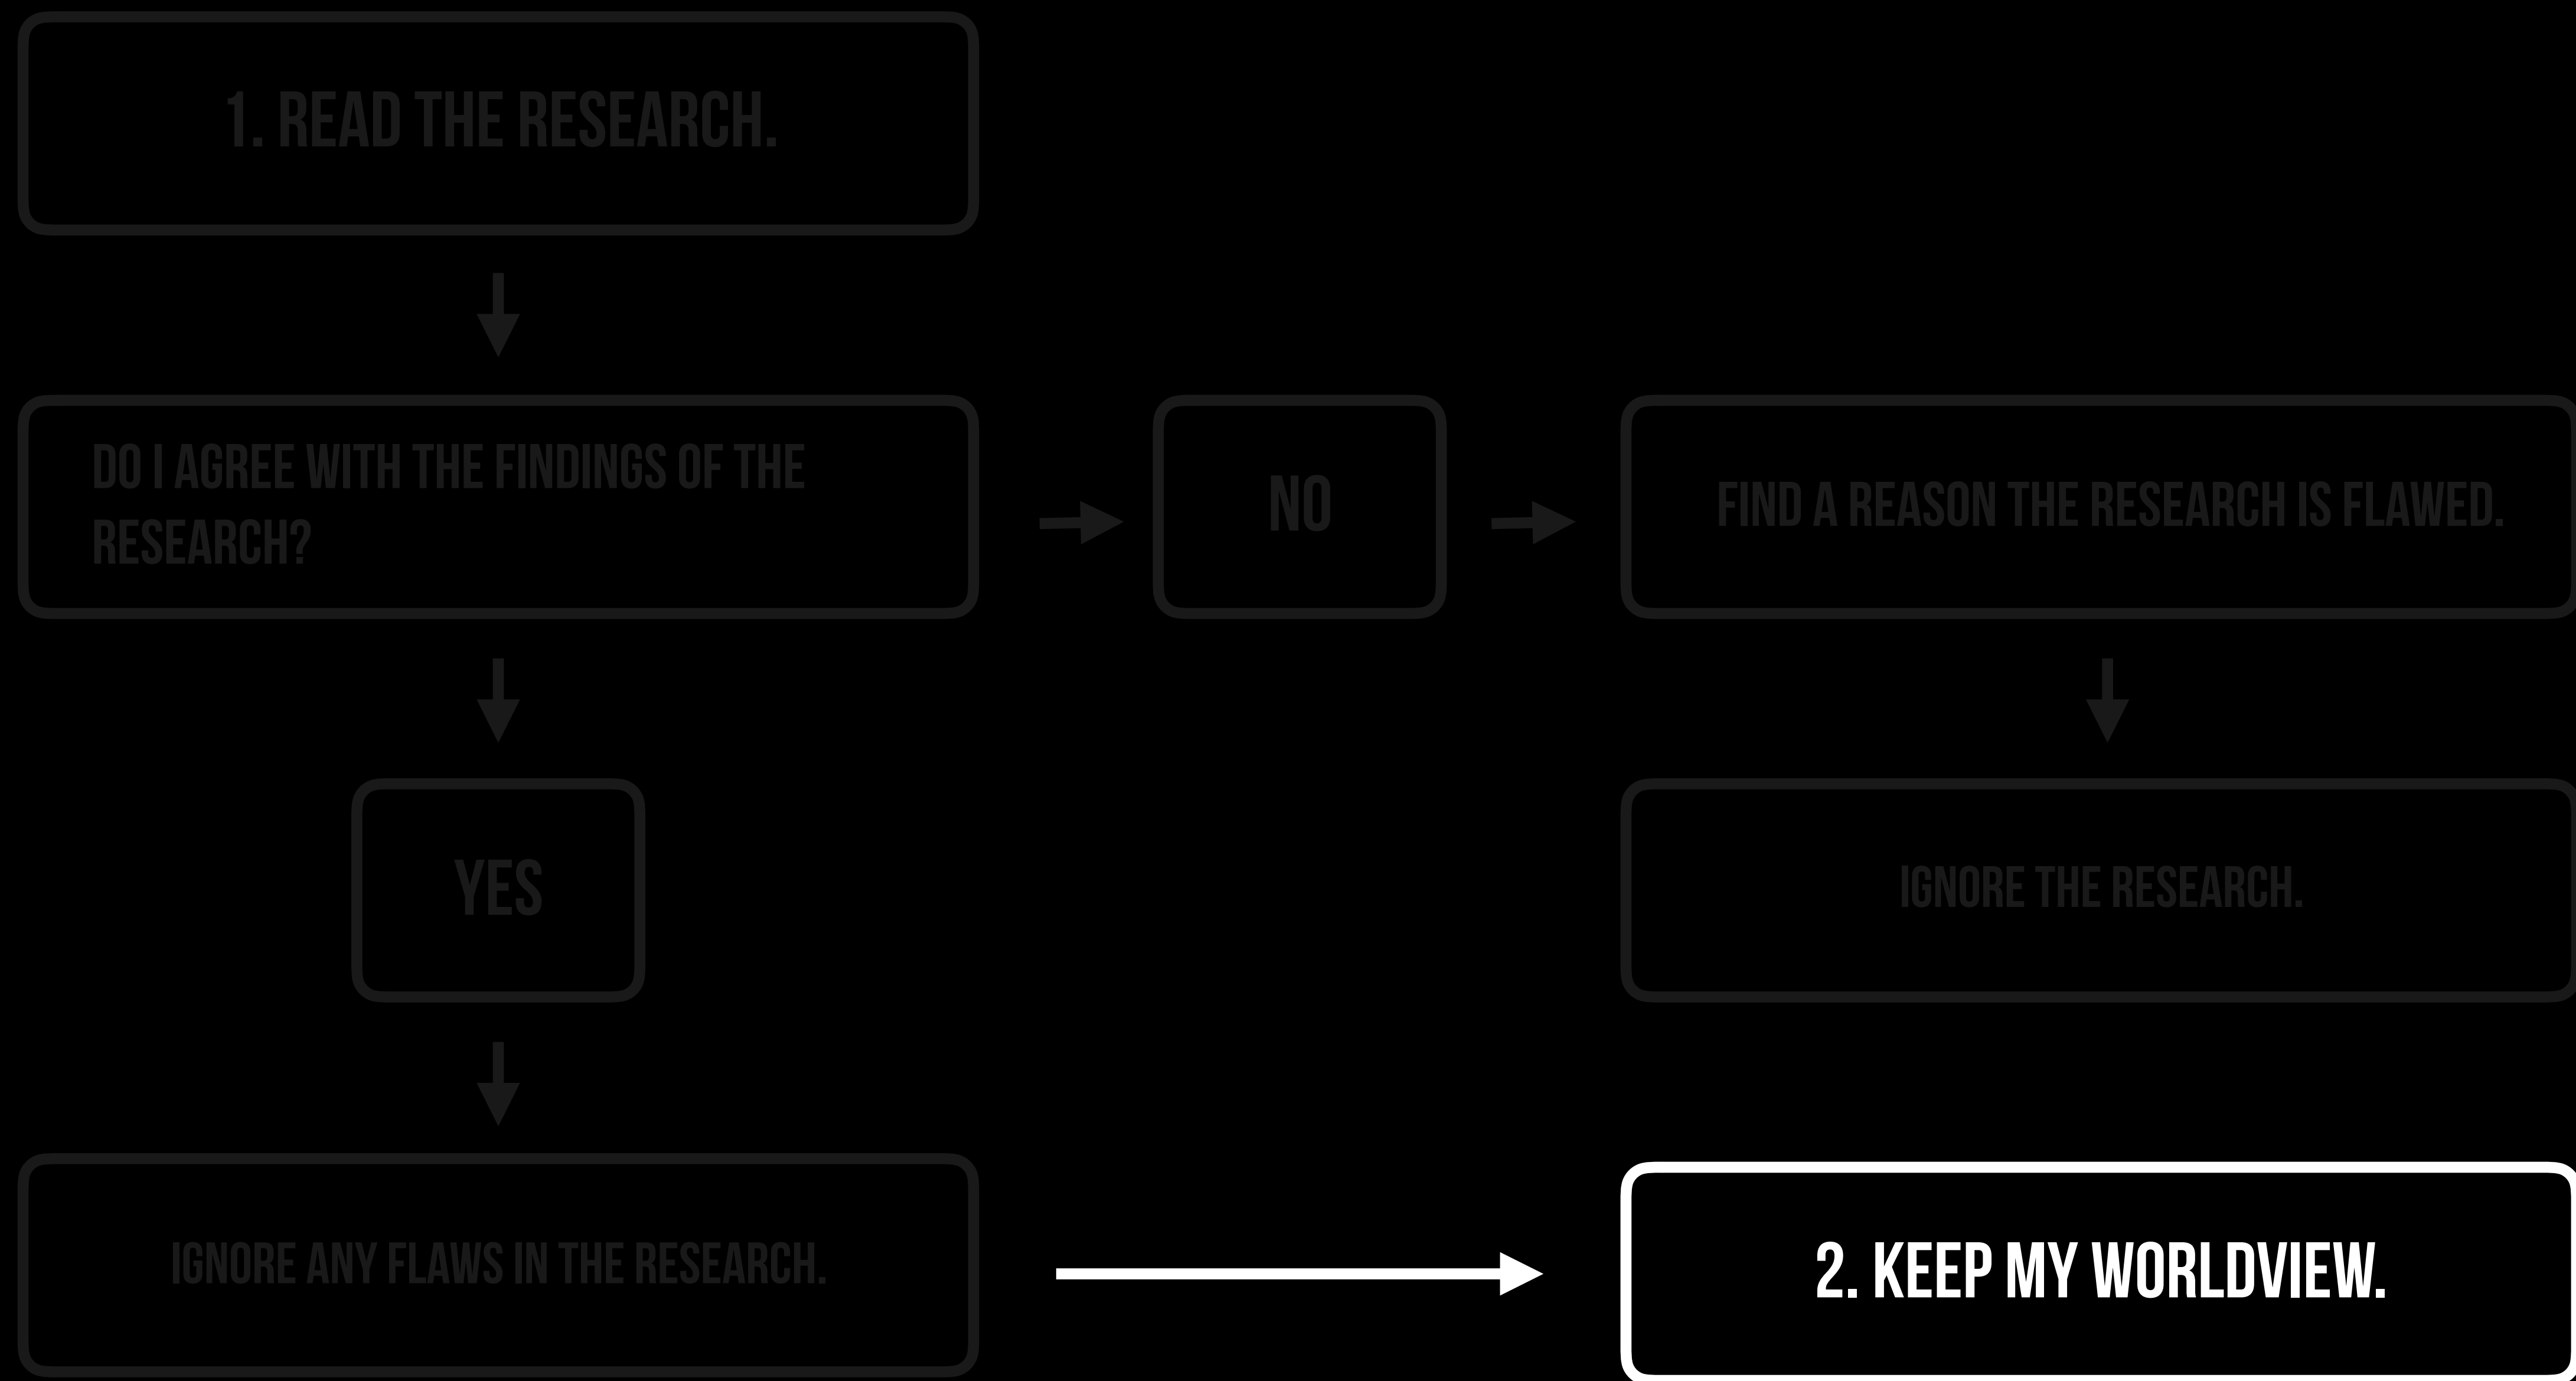 1. READ THE RESEARCH.
DO I AGREE WITH THE FINDINGS OF THE
RESEARCH?
NO
FIND A REASON THE RESEARCH IS FLAWED.
YES
IGNORE THE RESEARCH.
IGNORE ANY FLAWS IN THE RESEARCH.
2. KEEP MY WORLDVIEW.